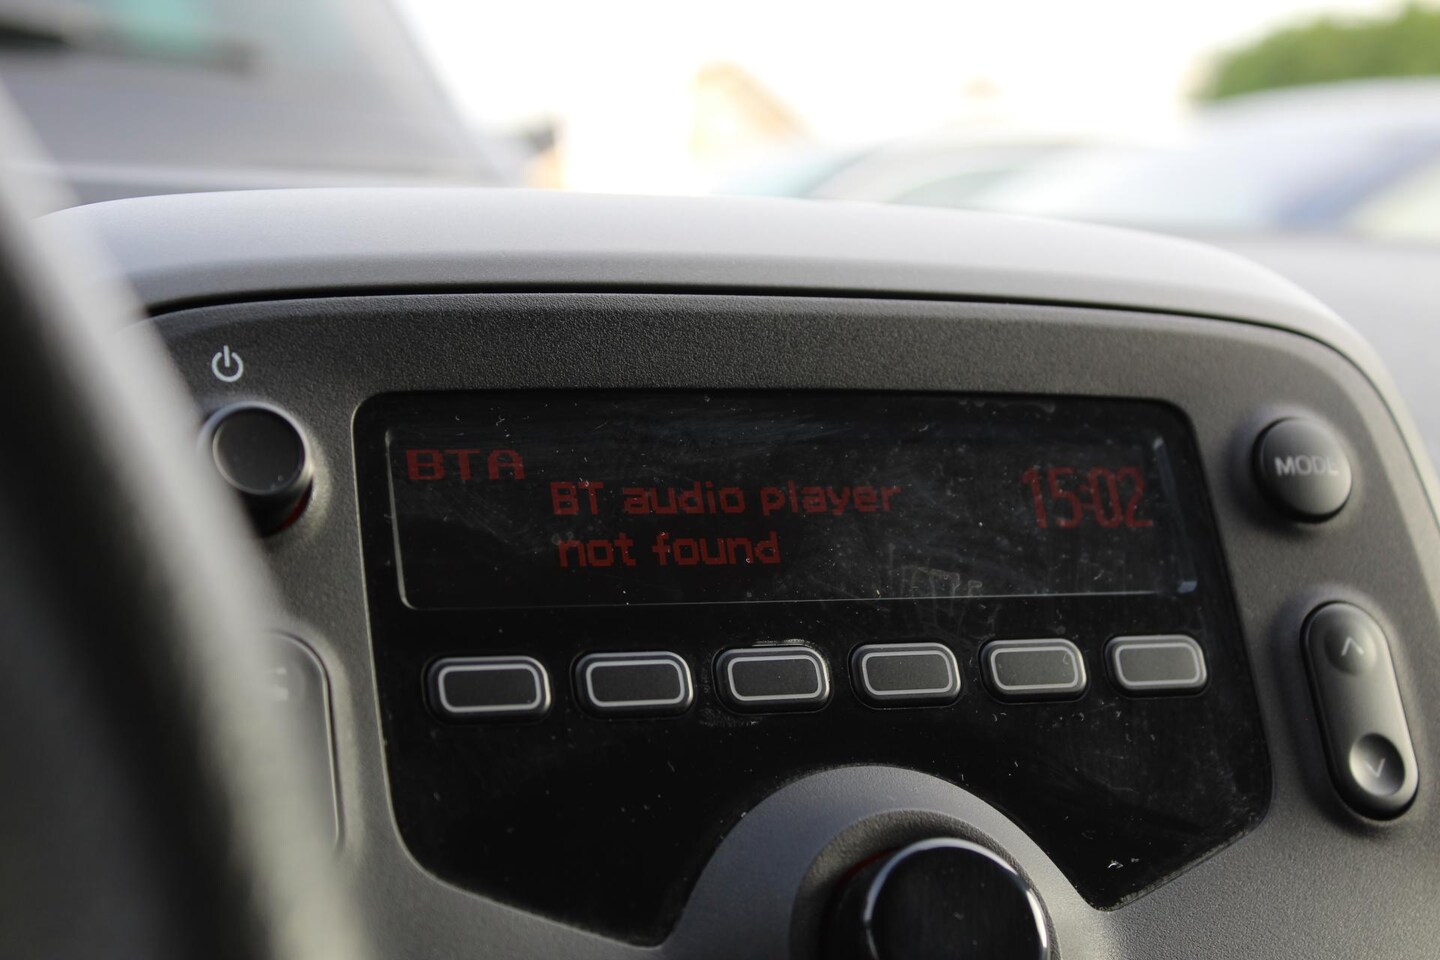 BTA
BT audio player
not found
15:02
MODE